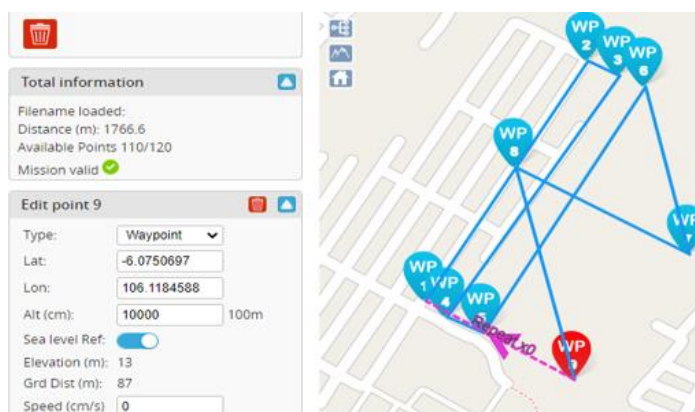 Total information
Filename loaded:
Distance (m): 1766.6
Available Points 110/120
Mission valid
Edit point 9
Type: Waypoint
Lat: -6.0750697
Lon: 106.1184588
Alt (cm): 10000 100m
Sea level Ref:
Elevation (m): 13
Grd Dist (m): 87
Speed (cm/s) 0
WP
2
WP
3
WP
6
WP
8
WP
1
WP
4
WP
Repeat x0
WP